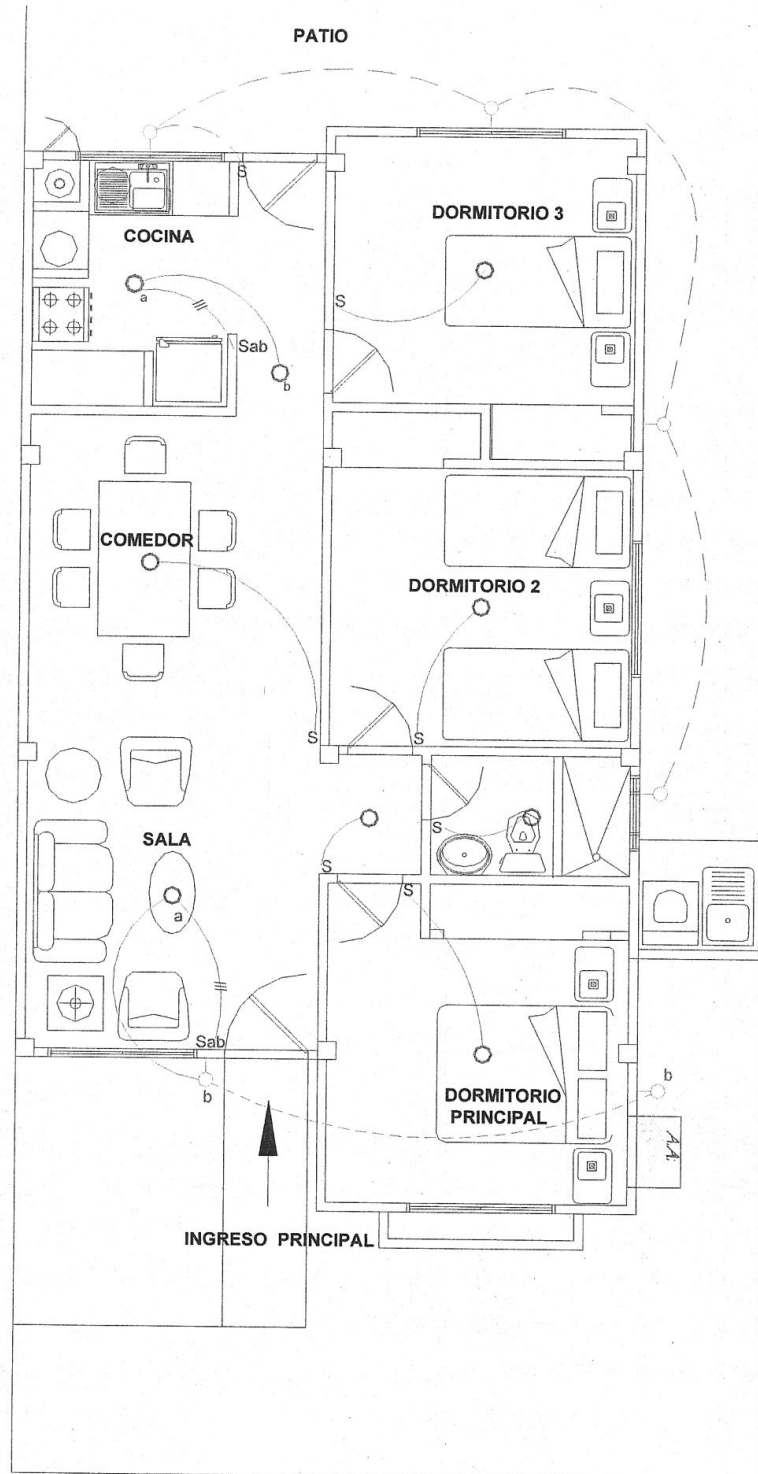 PATIO
S
DORMITORIO 3
COCINA
a
S
Sab
b
COMEDOR
DORMITORIO 2
S
S
S
SALA
S
S
a
Sab
b
b
DORMITORIO
PRINCIPAL
A.A.
INGRESO PRINCIPAL